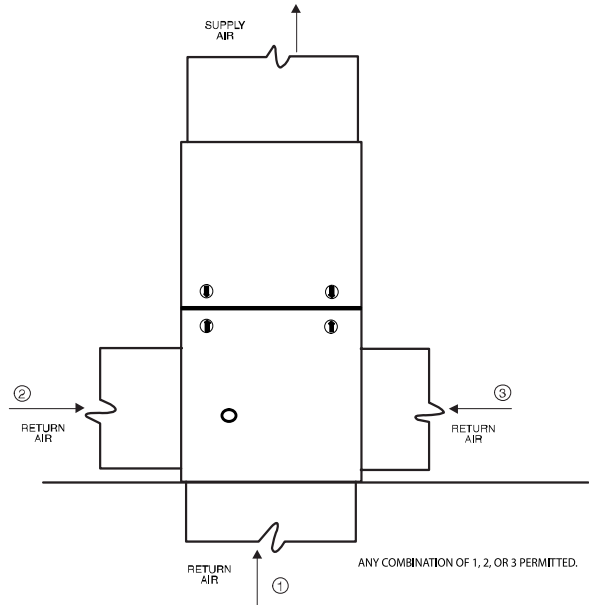 SUPPLY
AIR
2
RETURN
AIR
3
RETURN
AIR
ANY COMBINATION OF 1, 2, OR 3 PERMITTED.
RETURN
AIR
1